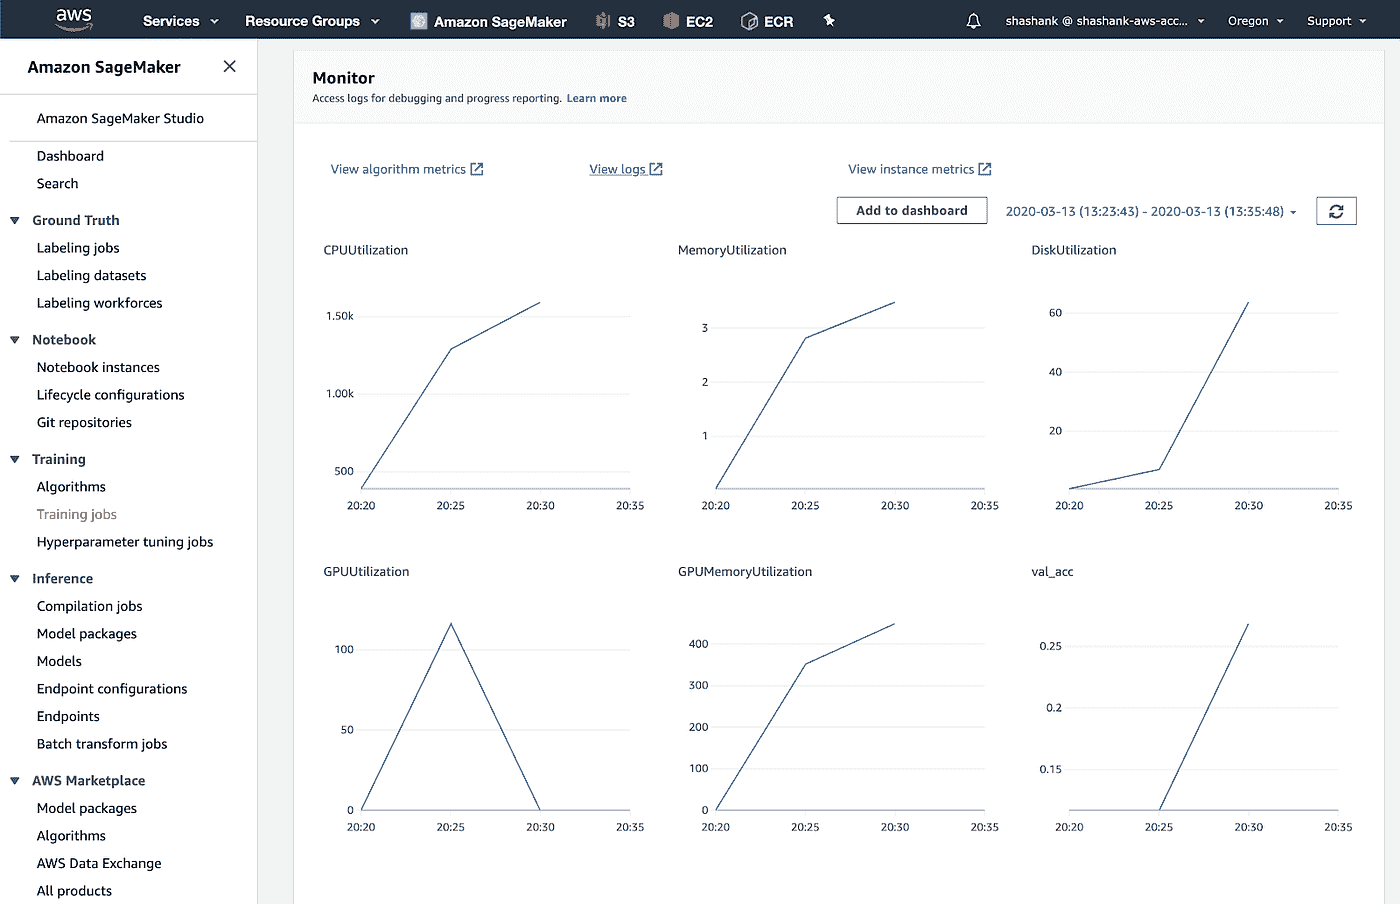 aws Services Resource Groups Amazon SageMaker S3 EC2 ECR shashank @ shashank-aws-acc... Oregon Support
Amazon SageMaker
Amazon SageMaker Studio
Dashboard
Search
Ground Truth
Labeling jobs
Labeling datasets
Labeling workforces
Notebook
Notebook instances
Lifecycle configurations
Git repositories
Training
Algorithms
Training jobs
Hyperparameter tuning jobs
Inference
Compilation jobs
Model packages
Models
Endpoint configurations
Endpoints
Batch transform jobs
AWS Marketplace
Model packages
Algorithms
AWS Data Exchange
All products
Monitor
Access logs for debugging and progress reporting. Learn more
View algorithm metrics View logs View instance metrics
Add to dashboard 2020-03-13 (13:23:43) - 2020-03-13 (13:35:48)
CPUUtilization
1.50k
1.00k
500
20:20 20:25 20:30 20:35
MemoryUtilization
3
2
1
20:20 20:25 20:30 20:35
DiskUtilization
60
40
20
20:20 20:25 20:30 20:35
GPUUtilization
100
50
0
20:20 20:25 20:30 20:35
GPUMemoryUtilization
400
300
200
100
0
20:20 20:25 20:30 20:35
val_acc
0.25
0.2
0.15
20:20 20:25 20:30 20:35